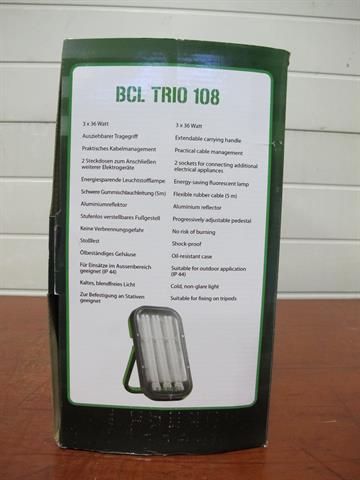 BCL TRIO 108
3 x 36 Watt
Ausziehbarer Tragegriff
Praktisches Kabelmanagement
2 Steckdosen zum Anschließen
weiterer Elektrogeräte
Energiesparende Leuchtstofflampe
Schwere Gummischlauchleitung (5m)
Aluminiumreflektor
Stufenlos verstellbares Fußgestell
Keine Verbrennungsgefahr
Stoßfest
Ölbeständiges Gehäuse
Für Einsätze im Aussenbereich
geeignet (IP 44)
Kaltes, blendfreies Licht
Zur Befestigung an Stativen
geeignet
3 x 36 Watt
Extendable carrying handle
Practical cable management
2 sockets for connecting additional
electrical appliances
Energy-saving fluorescent lamp
Flexible rubber cable (5 m)
Aluminium reflector
Progressively adjustable pedestal
No risk of burning
Shock-proof
Oil-resistant case
Suitable for outdoor application
(IP 44)
Cold, non-glare light
Suitable for fixing on tripods